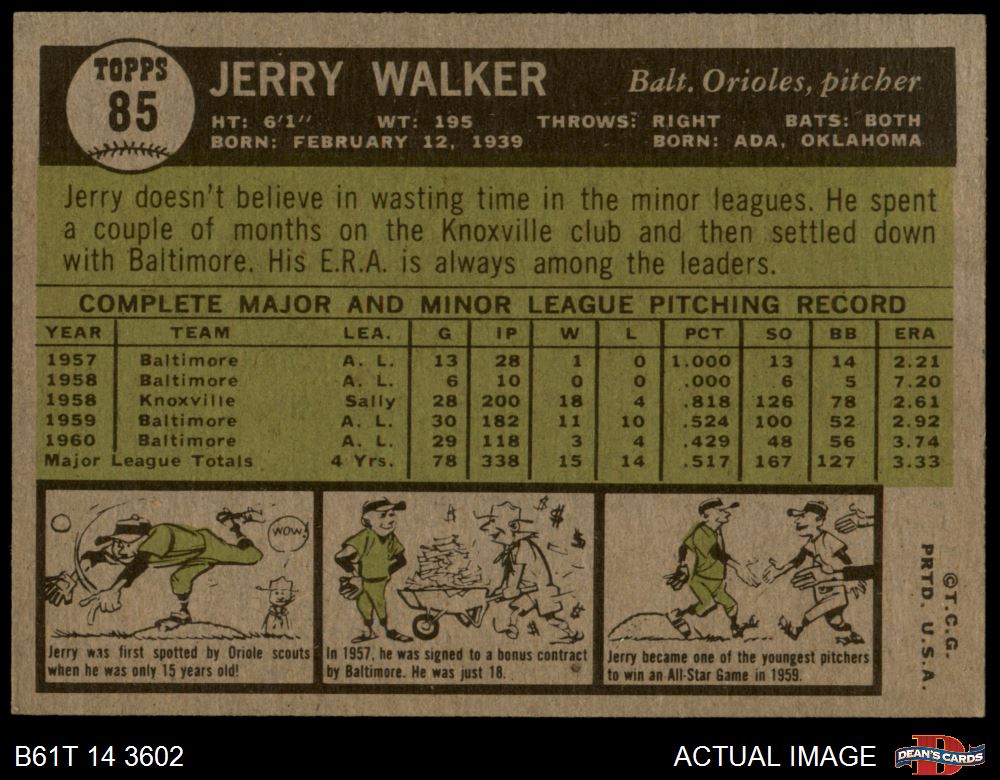 TOPPS
85
JERRY WALKER
Balt. Orioles, pitcher
HT: 6'1" WT: 195 THROWS: RIGHT BATS: BOTH
BORN: FEBRUARY 12, 1939 BORN: ADA, OKLAHOMA
Jerry doesn't believe in wasting time in the minor leagues. He spent
a couple of months on the Knoxville club and then settled down
with Baltimore. His E.R.A. is always among the leaders.
COMPLETE MAJOR AND MINOR LEAGUE PITCHING RECORD
YEAR TEAM LEA. G IP W L PCT SO BB ERA
1957 Baltimore A. L. 13 28 1 0 1.000 13 14 2.21
1958 Baltimore A. L. 6 10 0 0 .000 6 5 7.20
1958 Knoxville Sally 28 200 18 4 .818 126 78 2.61
1959 Baltimore A. L. 30 182 11 10 .524 100 52 2.92
1960 Baltimore A. L. 29 118 3 4 .429 48 56 3.74
Major League Totals 4 Yrs. 78 338 15 14 .517 167 127 3.33
WOW!
Jerry was first spotted by Oriole scouts
when he was only 15 years old!
In 1957, he was signed to a bonus contract
by Baltimore. He was just 18.
Jerry became one of the youngest pitchers
to win an All-Star Game in 1959.
©T.C.G.
PRTD. U.S.A.
B61T 14 3602
ACTUAL IMAGE
DEAN'S CARDS